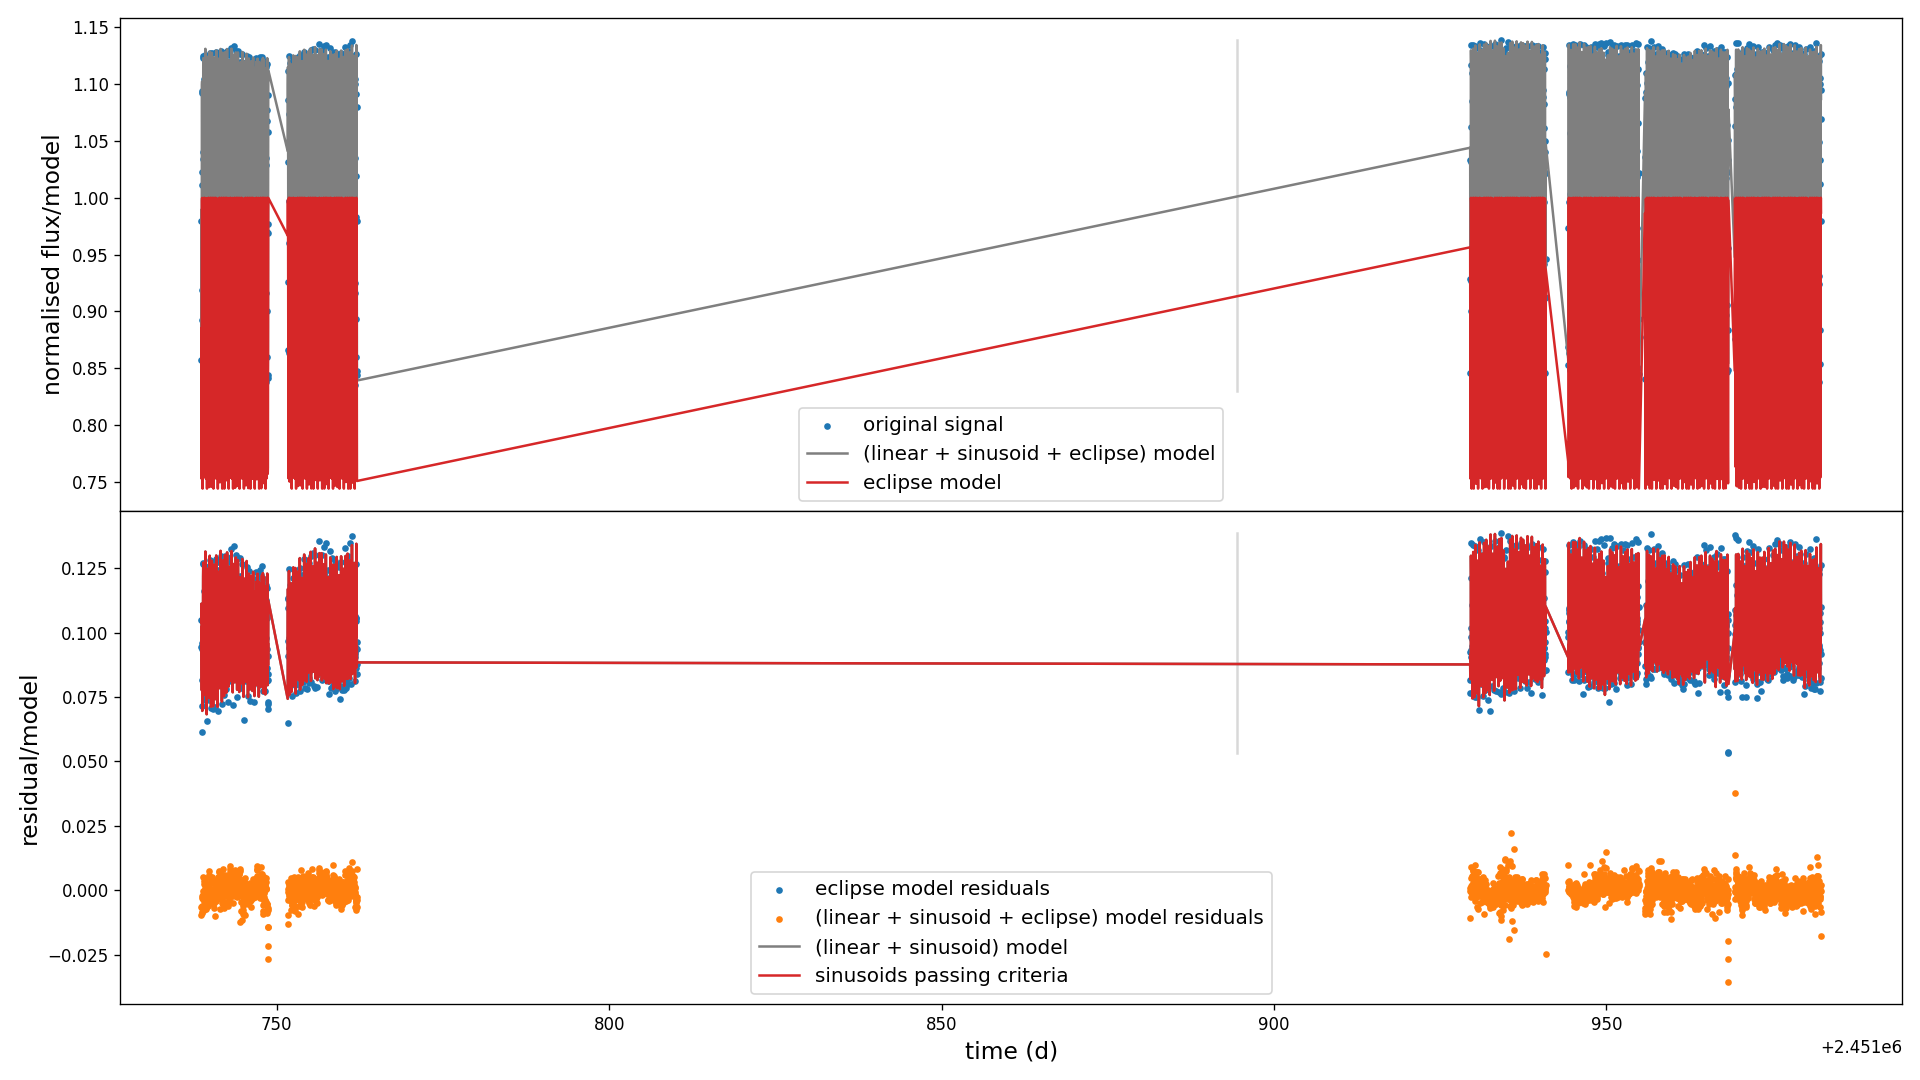 1.15
1.10
1.05
1.00
0.95
0.90
0.85
0.80
0.75
normalised flux/model
original signal
(linear + sinusoid + eclipse) model
eclipse model
0.125
0.100
0.075
0.050
0.025
0.000
−0.025
residual/model
eclipse model residuals
(linear + sinusoid + eclipse) model residuals
(linear + sinusoid) model
sinusoids passing criteria
750
800
850
900
950
time (d)
+2.451e6